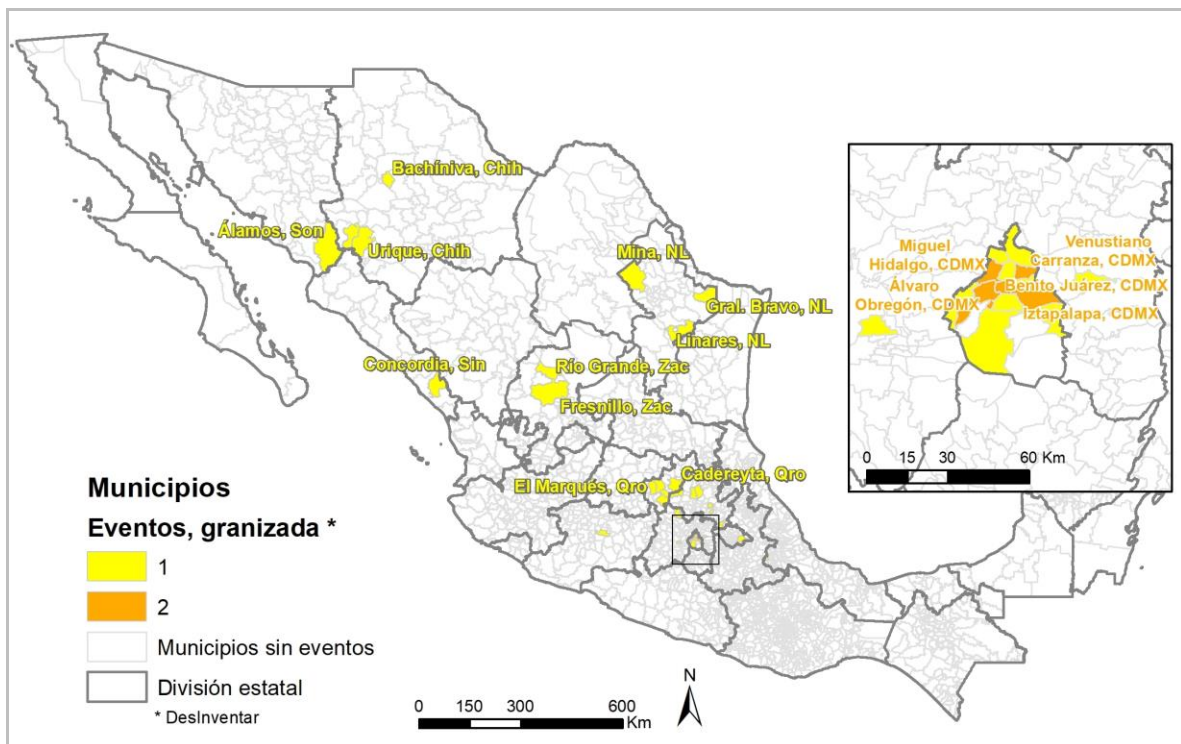 Bachíniva, Chih
Álamos, Son
Urique, Chih
Mina, NL
Gral. Bravo, NL
Linares, NL
Concordia, Sin
Río Grande, Zac
Fresnillo, Zac
El Marqués, Qro
Cadereyta, Qro
Miguel
Hidalgo, CDMX
Venustiano
Carranza, CDMX
Álvaro
Obregón, CDMX
Benito Juárez, CDMX
Iztapalapa, CDMX
0 15 30 60 Km
Municipios
Eventos, granizada *
1
2
Municipios sin eventos
División estatal
* DesInventar
N
0 150 300 600
Km